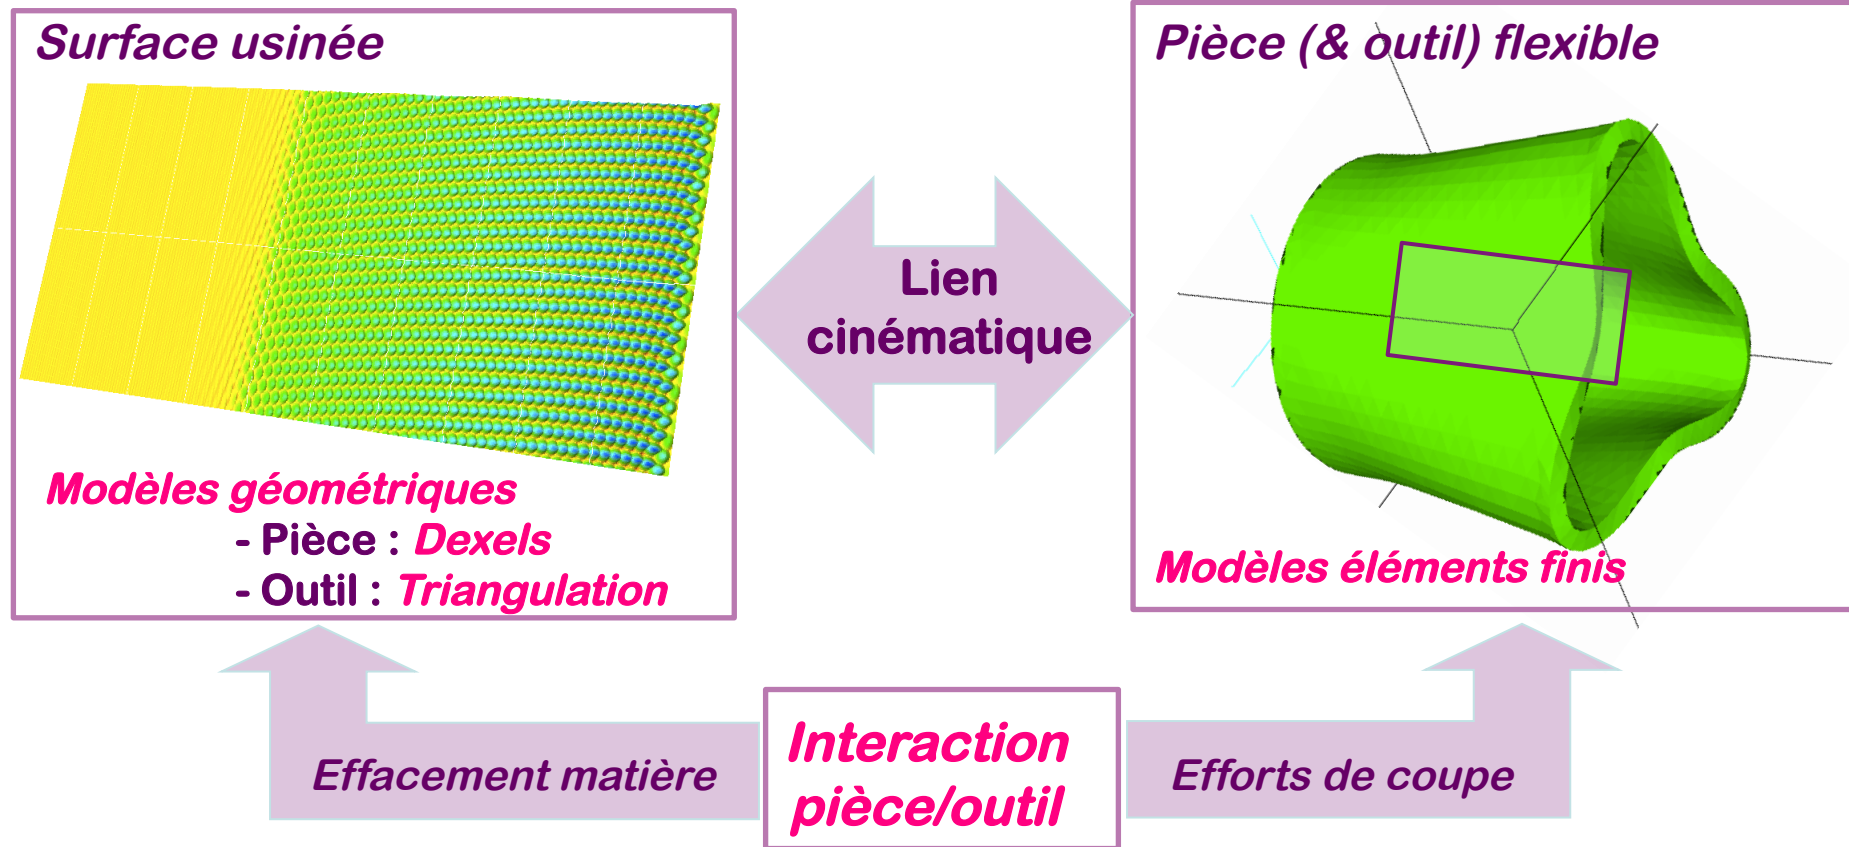 Surface usinée
Modèles géométriques
- Pièce : Dexels
- Outil : Triangulation
Lien
cinématique
Pièce (& outil) flexible
Modèles éléments finis
Effacement matière
Interaction
pièce/outil
Efforts de coupe